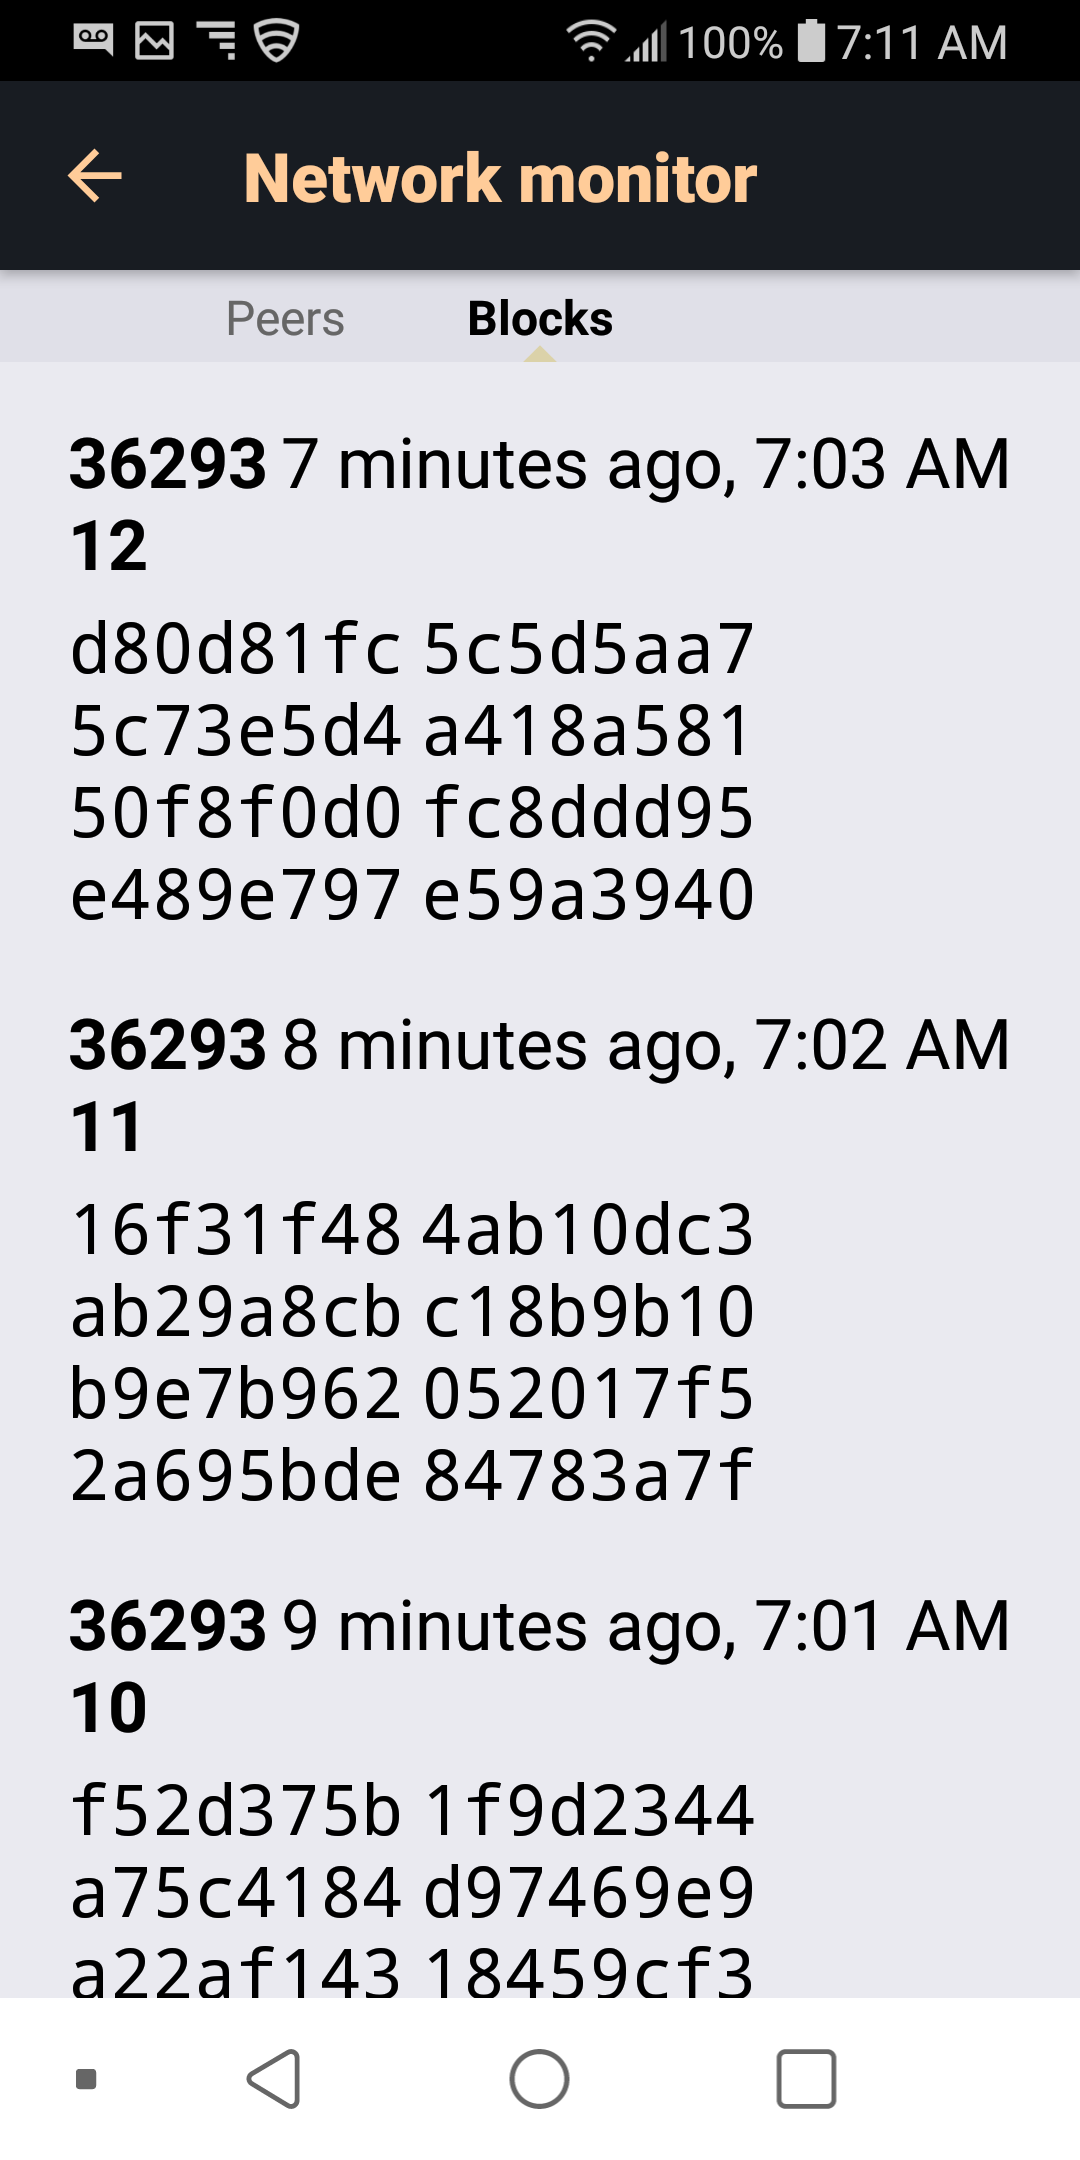 100% 7:11 AM
Network monitor
Peers Blocks
36293 7 minutes ago, 7:03 AM
12
d80d81fc 5c5d5aa7
5c73e5d4 a418a581
50f8f0d0 fc8ddd95
e489e797 e59a3940
36293 8 minutes ago, 7:02 AM
11
16f31f48 4ab10dc3
ab29a8cb c18b9b10
b9e7b962 052017f5
2a695bde 84783a7f
36293 9 minutes ago, 7:01 AM
10
f52d375b 1f9d2344
a75c4184 d97469e9
a22af143 18459cf3